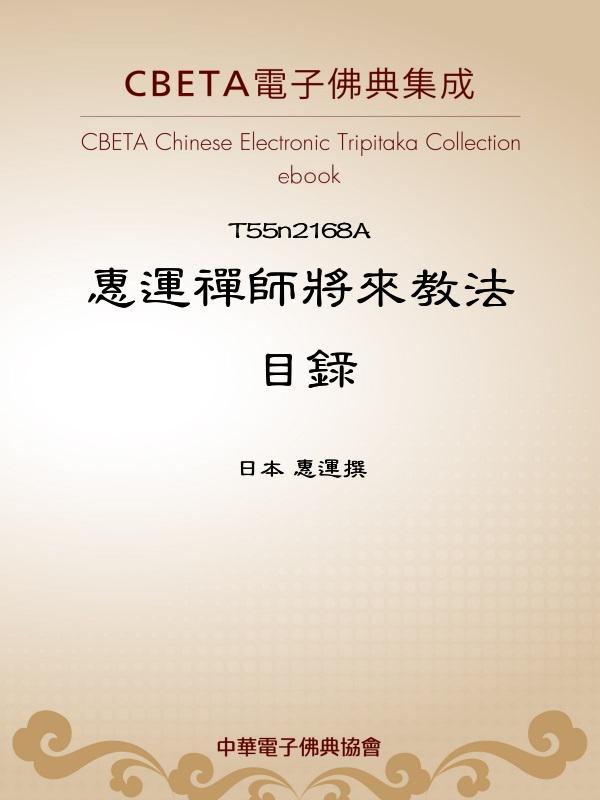 CBETA電子佛典集成
CBETA Chinese Electronic Tripitaka Collection
ebook
T55n2168A
惠運禪師將來教法
目錄
日本 惠運撰
中華電子佛典協會